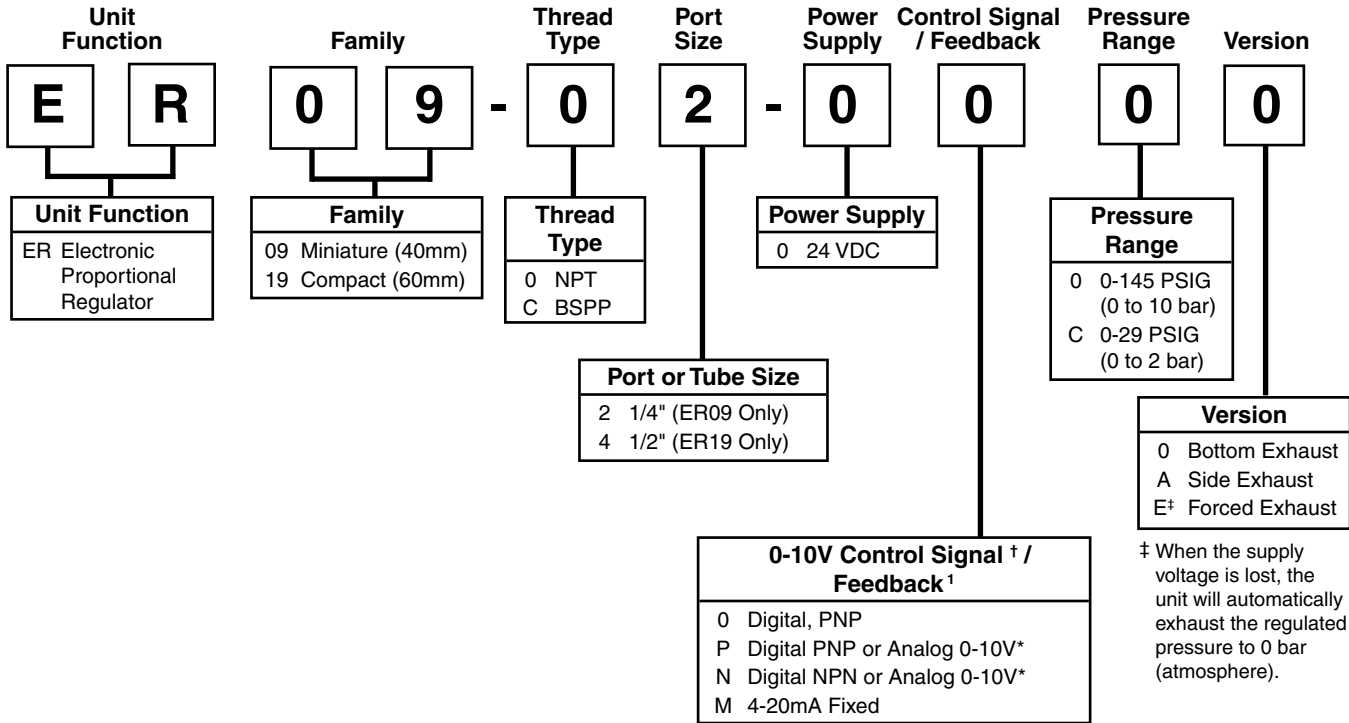 Unit
Function
Family
Thread
Type
Port
Size
Power
Supply
Control Signal
/ Feedback
Pressure
Range
Version
E R 0 9 - 0 2 - 0 0 0 0
Unit Function
ER Electronic
Proportional
Regulator
Family
09 Miniature (40mm)
19 Compact (60mm)
Thread
Type
0 NPT
C BSPP
Power Supply
0 24 VDC
Pressure
Range
0 0-145 PSIG
(0 to 10 bar)
C 0-29 PSIG
(0 to 2 bar)
Port or Tube Size
2 1/4" (ER09 Only)
4 1/2" (ER19 Only)
Version
0 Bottom Exhaust
A Side Exhaust
E‡ Forced Exhaust
‡ When the supply
voltage is lost, the
unit will automatically
exhaust the regulated
pressure to 0 bar
(atmosphere).
0-10V Control Signal † /
Feedback ¹
0 Digital, PNP
P Digital PNP or Analog 0-10V*
N Digital NPN or Analog 0-10V*
M 4-20mA Fixed